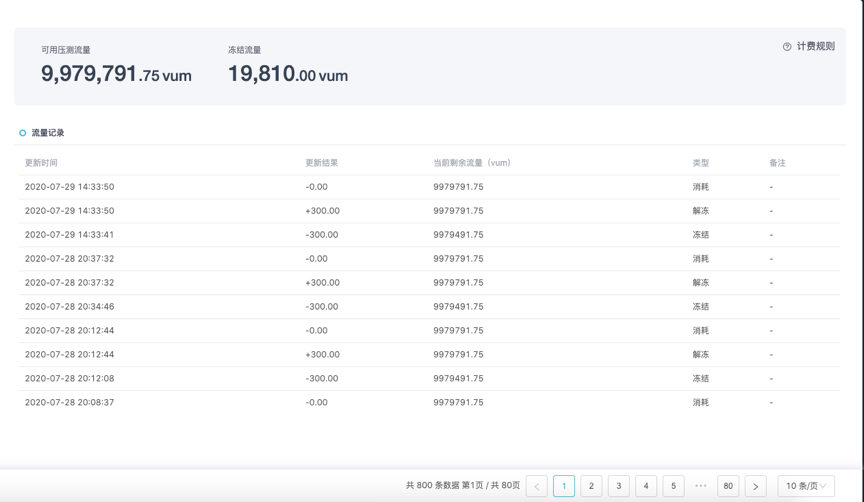 可用压测流量 冻结流量 计费规则
9,979,791.75 vum 19,810.00 vum
流量记录
更新时间 更新结果 当前剩余流量（vum） 类型 备注
2020-07-29 14:33:50 -0.00 9979791.75 消耗 -
2020-07-29 14:33:50 +300.00 9979791.75 解冻 -
2020-07-29 14:33:41 -300.00 9979491.75 冻结 -
2020-07-28 20:37:32 -0.00 9979791.75 消耗 -
2020-07-28 20:37:32 +300.00 9979791.75 解冻 -
2020-07-28 20:34:46 -300.00 9979491.75 冻结 -
2020-07-28 20:12:44 -0.00 9979791.75 消耗 -
2020-07-28 20:12:44 +300.00 9979791.75 解冻 -
2020-07-28 20:12:08 -300.00 9979491.75 冻结 -
2020-07-28 20:08:37 -0.00 9979791.75 消耗 -
共 800 条数据 第1页 / 共 80页 < 1 2 3 4 5 ••• 80 > 10 条/页